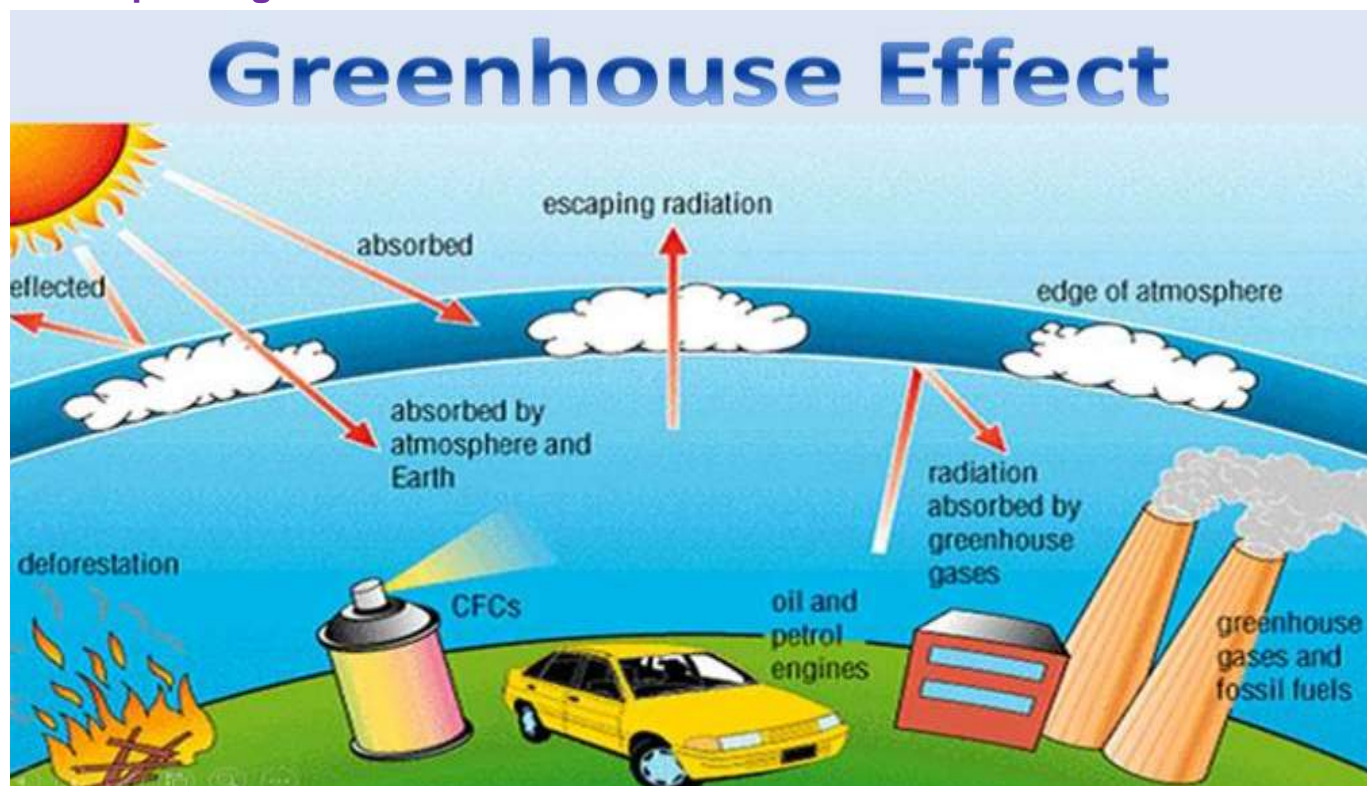 Greenhouse Effect
escaping radiation
absorbed
eflected
edge of atmosphere
absorbed by
atmosphere and
Earth
radiation
absorbed by
greenhouse
gases
deforestation
CFCs
oil and
petrol
engines
greenhouse
gases and
fossil fuels